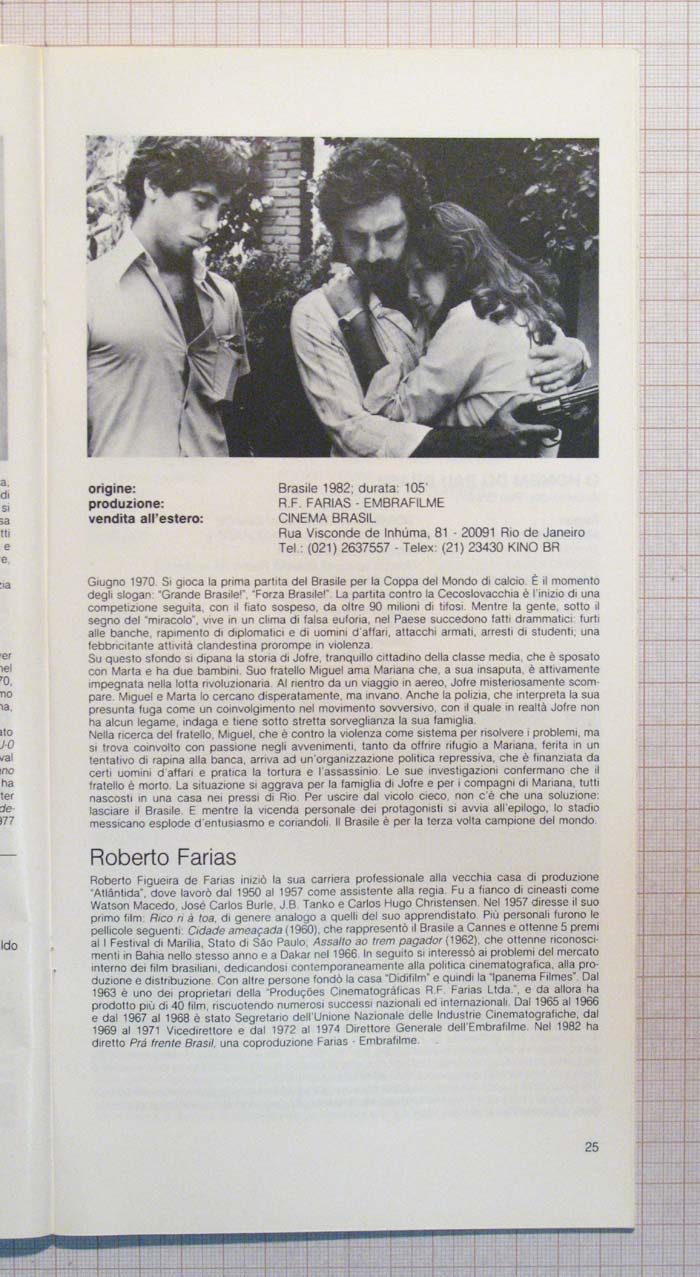 origine: Brasile 1982; durata: 105'
produzione: R.F. FARIAS - EMBRAFILME
vendita all'estero: CINEMA BRASIL
Rua Visconde de Inhúma, 81 - 20091 Rio de Janeiro
Tel.: (021) 2637557 - Telex: (21) 23430 KINO BR
Giugno 1970. Si gioca la prima partita del Brasile per la Coppa del Mondo di calcio. È il momento
degli slogan: "Grande Brasile!", "Forza Brasile!". La partita contro la Cecoslovacchia è l'inizio di una
competizione seguita, con il fiato sospeso, da oltre 90 milioni di tifosi. Mentre la gente, sotto il
segno del "miracolo", vive in un clima di falsa euforia, nel Paese succedono fatti drammatici: furti
alle banche, rapimento di diplomatici e di uomini d'affari, attacchi armati, arresti di studenti; una
febbricitante attività clandestina prorompe in violenza.
Su questo sfondo si dipana la storia di Jofre, tranquillo cittadino della classe media, che è sposato
con Marta e ha due bambini. Suo fratello Miguel ama Mariana che, a sua insaputa, è attivamente
impegnata nella lotta rivoluzionaria. Al rientro da un viaggio in aereo, Jofre misteriosamente scom-
pare. Miguel e Marta lo cercano disperatamente, ma invano. Anche la polizia, che interpreta la sua
presunta fuga come un coinvolgimento nel movimento sovversivo, con il quale in realtà Jofre non
ha alcun legame, indaga e tiene sotto stretta sorveglianza la sua famiglia.
Nella ricerca del fratello, Miguel, che è contro la violenza come sistema per risolvere i problemi, ma
si trova coinvolto con passione negli avvenimenti, tanto da offrire rifugio a Mariana, ferita in un
tentativo di rapina alla banca, arriva ad un'organizzazione politica repressiva, che è finanziata da
certi uomini d'affari e pratica la tortura e l'assassinio. Le sue investigazioni confermano che il
fratello è morto. La situazione si aggrava per la famiglia di Jofre e per i compagni di Mariana, tutti
nascosti in una casa nei pressi di Rio. Per uscire dal vicolo cieco, non c'è che una soluzione:
lasciare il Brasile. E mentre la vicenda personale dei protagonisti si avvia all'epilogo, lo stadio
messicano esplode d'entusiasmo e coriandoli. Il Brasile è per la terza volta campione del mondo.
Roberto Farias
Roberto Figueira de Farias iniziò la sua carriera professionale alla vecchia casa di produzione
"Atlântida", dove lavorò dal 1950 al 1957 come assistente alla regia. Fu a fianco di cineasti come
Watson Macedo, José Carlos Burle, J.B. Tanko e Carlos Hugo Christensen. Nel 1957 diresse il suo
primo film: Rico ri à toa, di genere analogo a quelli del suo apprendistato. Più personali furono le
pellicole seguenti: Cidade ameaçada (1960), che rappresentò il Brasile a Cannes e ottenne 5 premi
al I Festival di Marília, Stato di São Paulo; Assalto ao trem pagador (1962), che ottenne riconosci-
menti in Bahia nello stesso anno e a Dakar nel 1966. In seguito si interessò ai problemi del mercato
interno dei film brasiliani, dedicandosi contemporaneamente alla politica cinematografica, alla pro-
duzione e distribuzione. Con altre persone fondò la casa "Didifilm" e quindi la "Ipanema Filmes". Dal
1963 è uno dei proprietari della "Produções Cinematográficas R.F. Farias Ltda.", e da allora ha
prodotto più di 40 film, riscuotendo numerosi successi nazionali ed internazionali. Dal 1965 al 1966
e dal 1967 al 1968 è stato Segretario dell'Unione Nazionale delle Industrie Cinematografiche, dal
1969 al 1971 Vicedirettore e dal 1972 al 1974 Direttore Generale dell'Embrafilme. Nel 1982 ha
diretto Prá frente Brasil, una coproduzione Farias - Embrafilme.
25